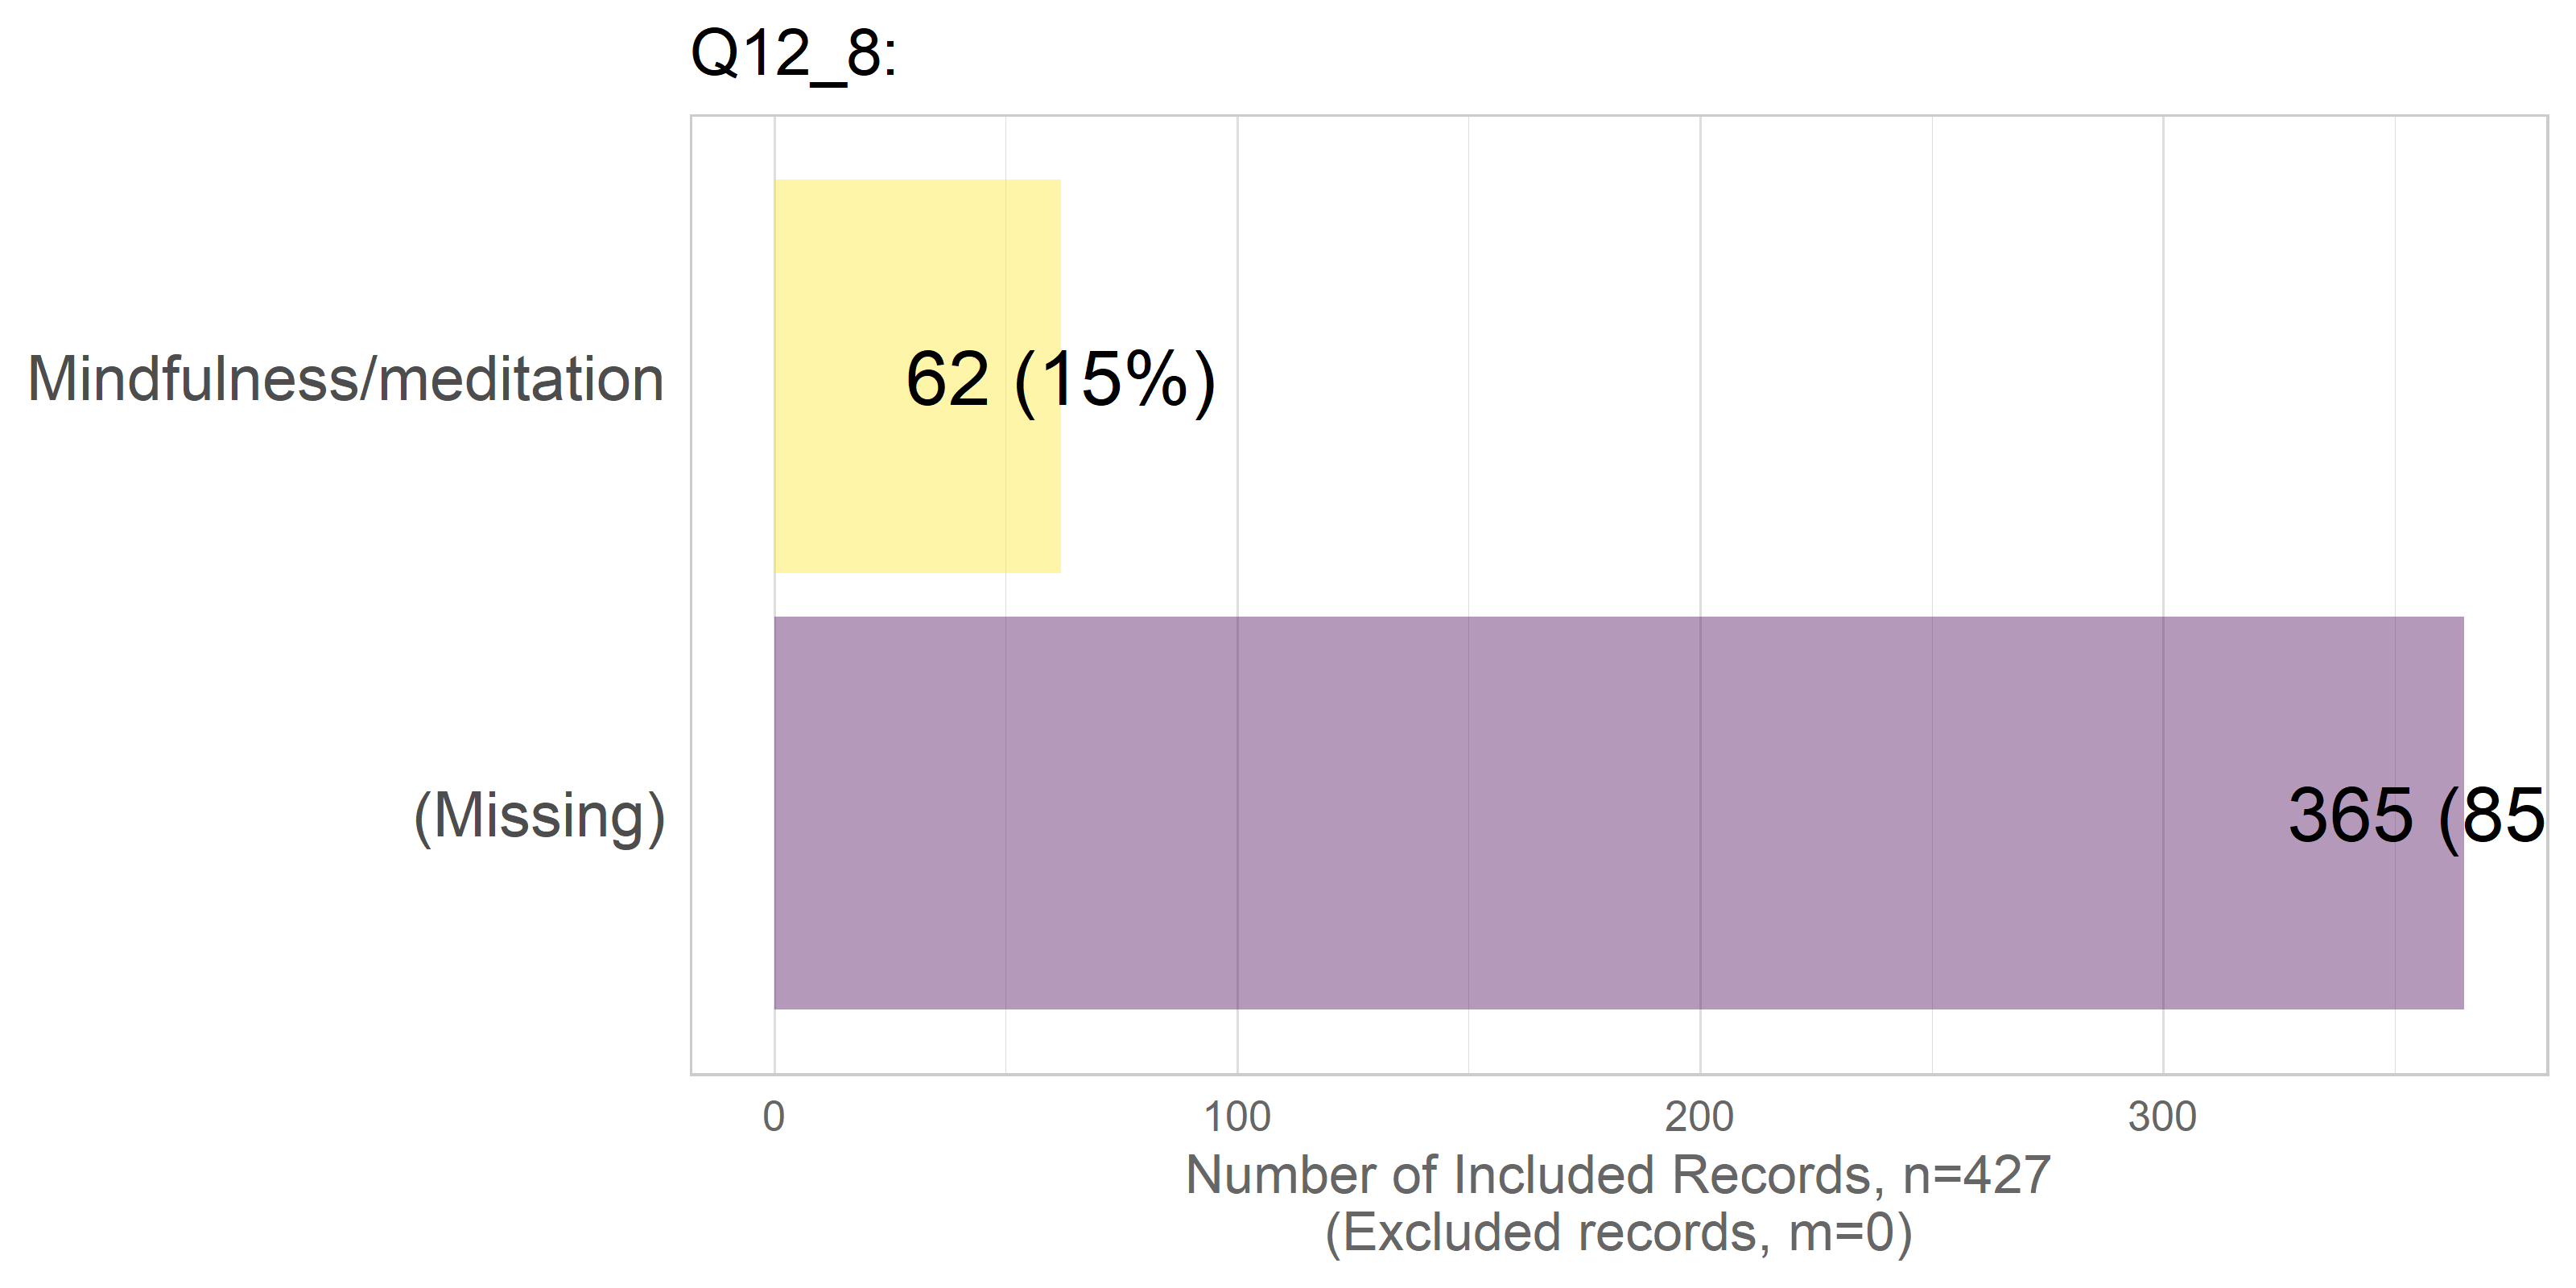 Q12_8:
Mindfulness/meditation
62 (15%)
(Missing)
365 (85
0 100 200 300
Number of Included Records, n=427
(Excluded records, m=0)